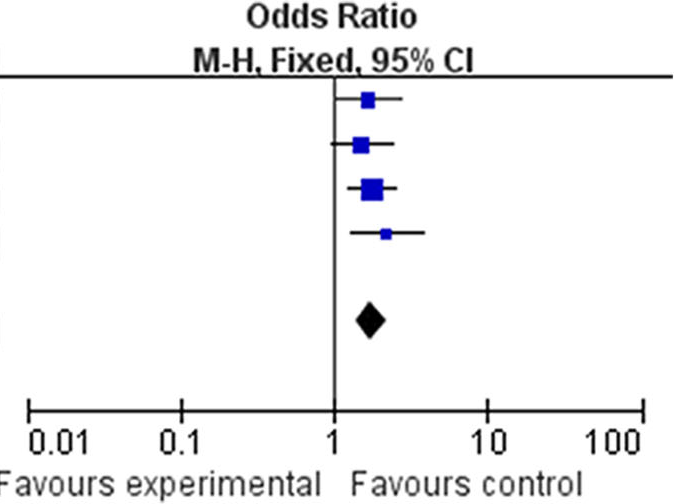 Odds Ratio
M-H, Fixed, 95% CI
0.01 0.1 1 10 100
Favours experimental Favours control